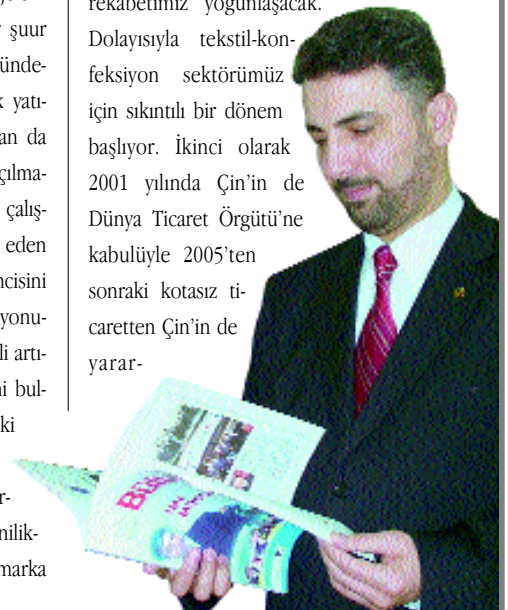 şuur
ünde-
k yatı-
an da
çılma-
çalış-
eden
ncisini
yonu-
li artı-
ni bul-
ki
r-
nilik-
marka
rekabetimiz yoğunlaşacak.
Dolayısıyla tekstil-kon-
feksiyon sektörümüz
için sıkıntılı bir dönem
başlıyor. İkinci olarak
2001 yılında Çin'in de
Dünya Ticaret Örgütü'ne
kabulüyle 2005'ten
sonraki kotasız ti-
caretten Çin'in de
yarar-